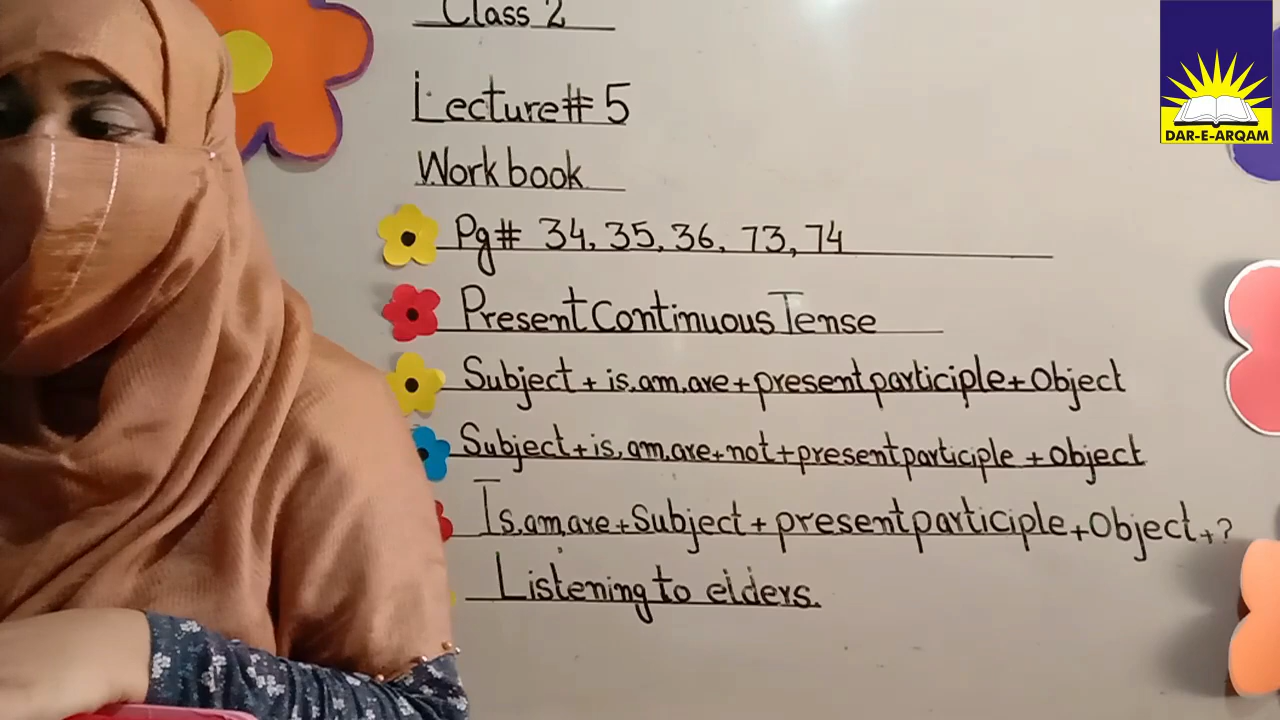 Class 2
Lecture# 5
Work book
Pg# 34, 35, 36, 73, 74
Present Continuous Tense
Subject + is, am, are + present participle + Object
Subject + is, am, are + not + present participle + object
Is, am, are + Subject + present participle + Object + ?
Listening to elders.
DAR-E-ARQAM